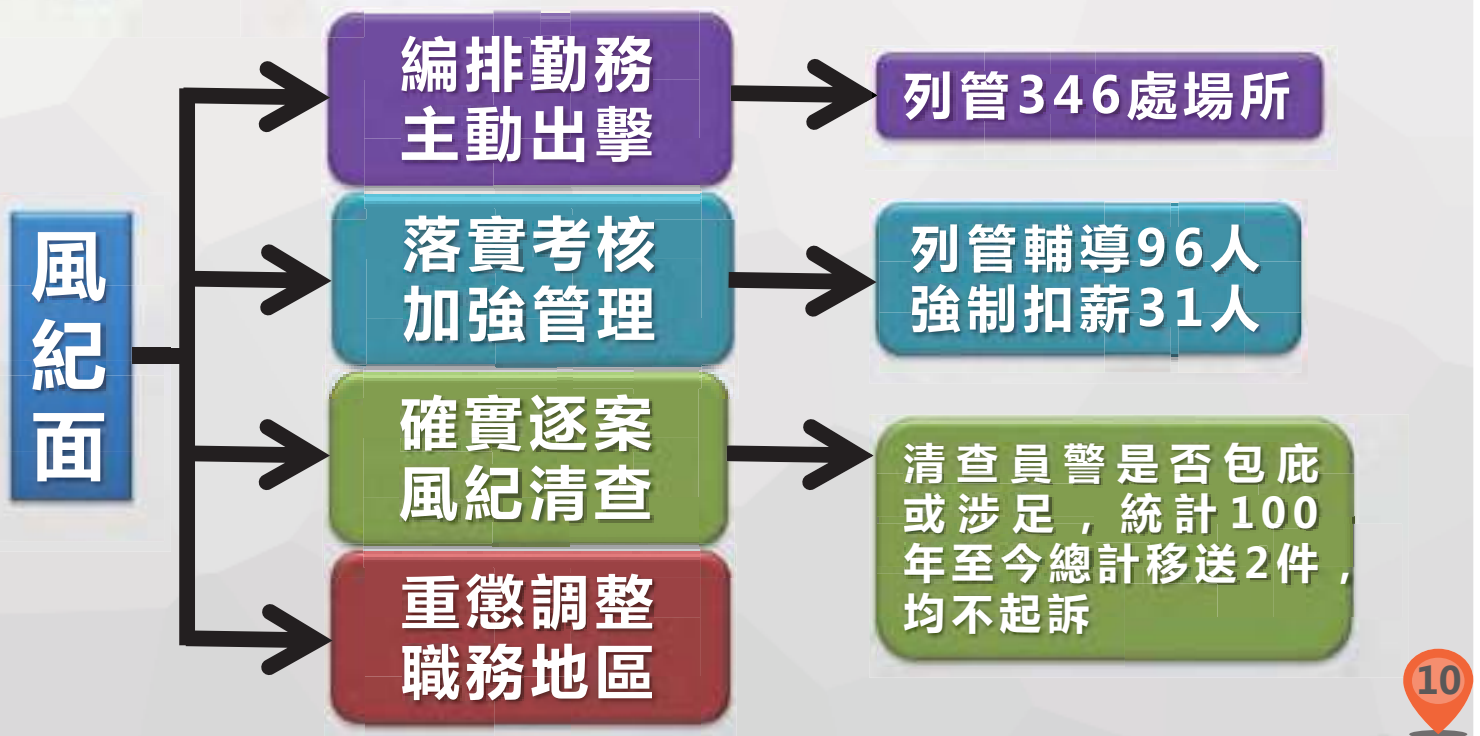 風紀面
編排勤務
主動出擊
列管346處場所
落實考核
加強管理
列管輔導96人
強制扣薪31人
確實逐案
風紀清查
清查員警是否包庇
或涉足，統計100
年至今總計移送2件，
均不起訴
重懲調整
職務地區
10